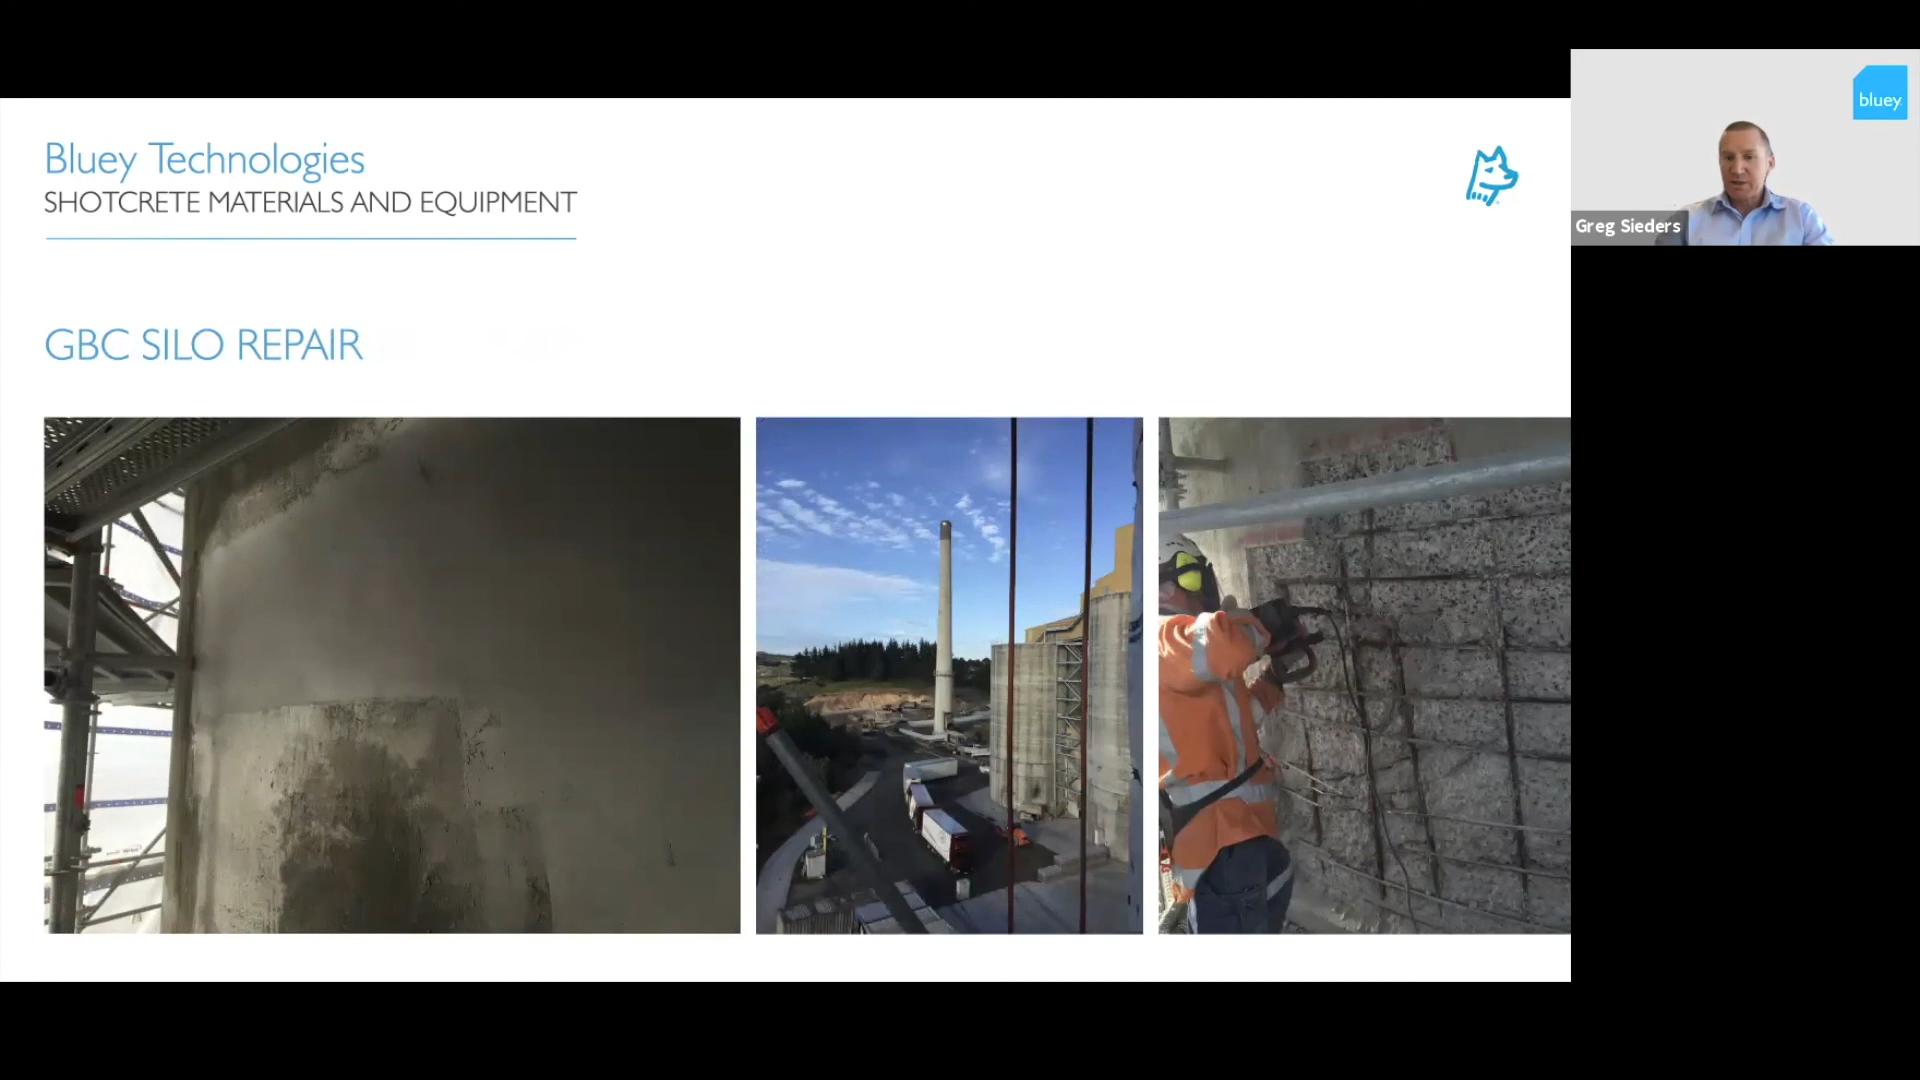 Bluey Technologies
SHOTCRETE MATERIALS AND EQUIPMENT
GBC SILO REPAIR
bluey
Greg Sieders